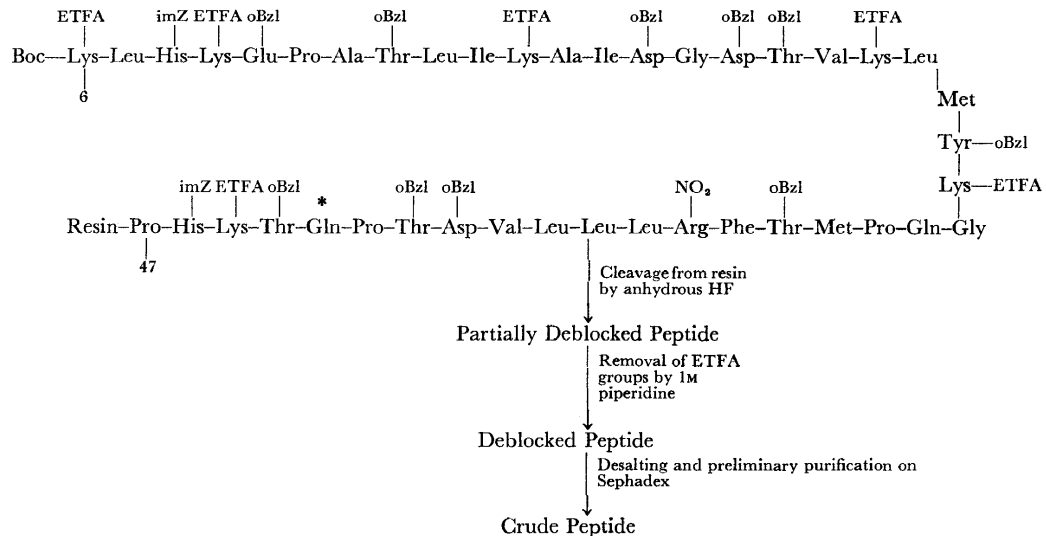 ETFA imZ ETFA oBzl oBzl ETFA oBzl oBzl oBzl ETFA
Boc—Lys–Leu–His–Lys–Glu–Pro–Ala–Thr–Leu–Ile–Lys–Ala–Ile–Asp–Gly–Asp–Thr–Val–Lys–Leu
6
Met
Tyr—oBzl
Lys—ETFA
imZ ETFA oBzl * oBzl oBzl NO₂ oBzl
Resin–Pro–His–Lys–Thr–Gln–Pro–Thr–Asp–Val–Leu–Leu–Leu–Arg–Phe–Thr–Met–Pro–Gln–Gly
47
Cleavage from resin
by anhydrous HF
Partially Deblocked Peptide
Removal of ETFA
groups by 1M
piperidine
Deblocked Peptide
Desalting and preliminary purification on
Sephadex
Crude Peptide